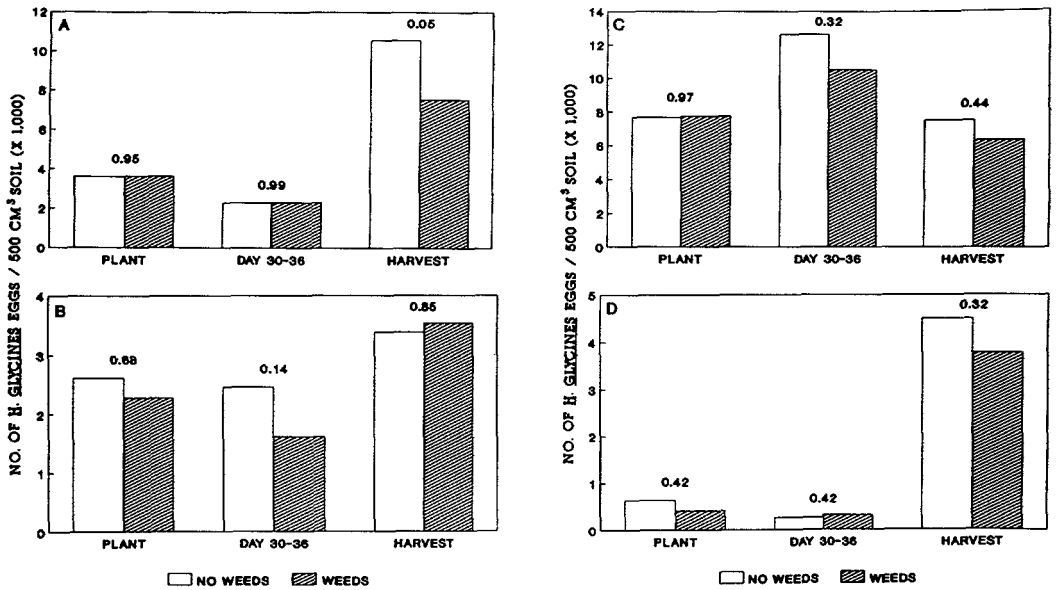 NO. OF H. GLYCINES EGGS / 500 CM³ SOIL (X 1,000)
A
12
10
8
6
4
2
0
0.95
0.99
0.05
PLANT
DAY 30-36
HARVEST
B
4
3
2
1
0
0.68
0.14
0.85
PLANT
DAY 30-36
HARVEST
NO WEEDS
WEEDS
NO. OF H. GLYCINES EGGS / 500 CM³ SOIL (X 1,000)
C
14
12
10
8
6
4
2
0
0.97
0.32
0.44
PLANT
DAY 30-36
HARVEST
D
5
4
3
2
1
0
0.42
0.42
0.32
PLANT
DAY 30-36
HARVEST
NO WEEDS
WEEDS